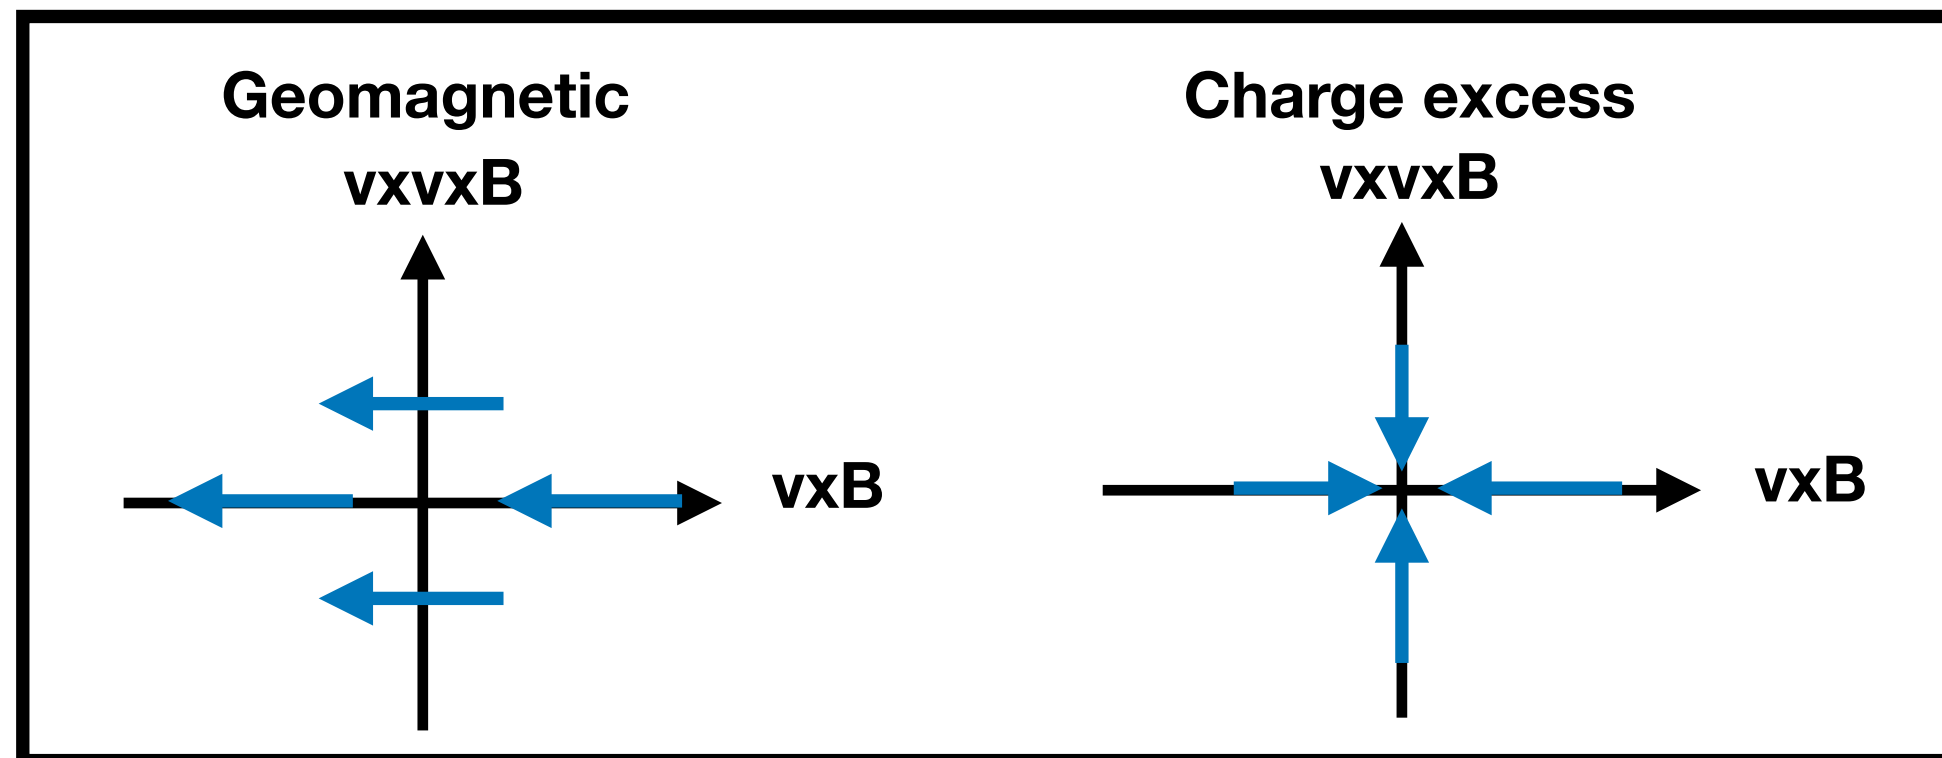 Geomagnetic
vxvxB
vxB
Charge excess
vxvxB
vxB